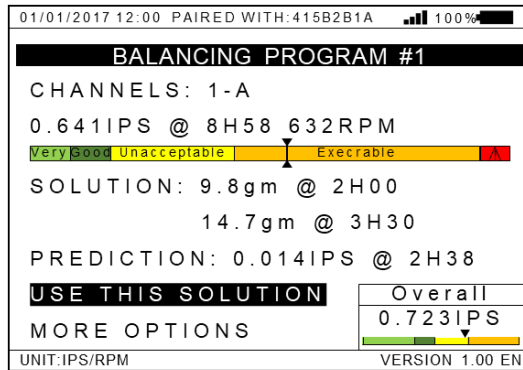 01/01/2017 12:00 PAIRED WITH:415B2B1A 100%
BALANCING PROGRAM #1
CHANNELS: 1-A
0.641IPS @ 8H58 632RPM
Very Good Unacceptable Execrable
SOLUTION: 9.8gm @ 2H00
14.7gm @ 3H30
PREDICTION: 0.014IPS @ 2H38
USE THIS SOLUTION
MORE OPTIONS
Overall
0.723IPS
UNIT:IPS/RPM
VERSION 1.00 EN